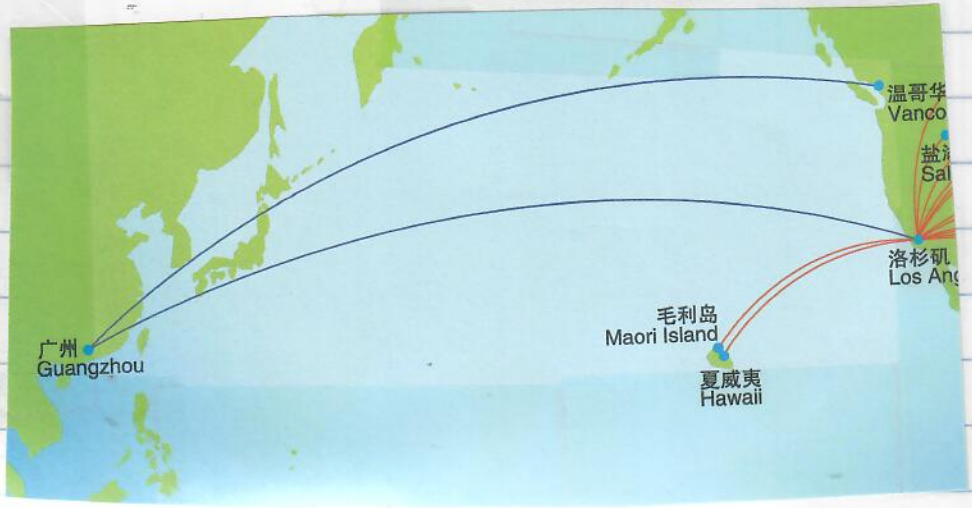 温哥华
Vanco
盐
Sal
洛杉矶
Los Ang
毛利岛
Maori Island
夏威夷
Hawaii
广州
Guangzhou